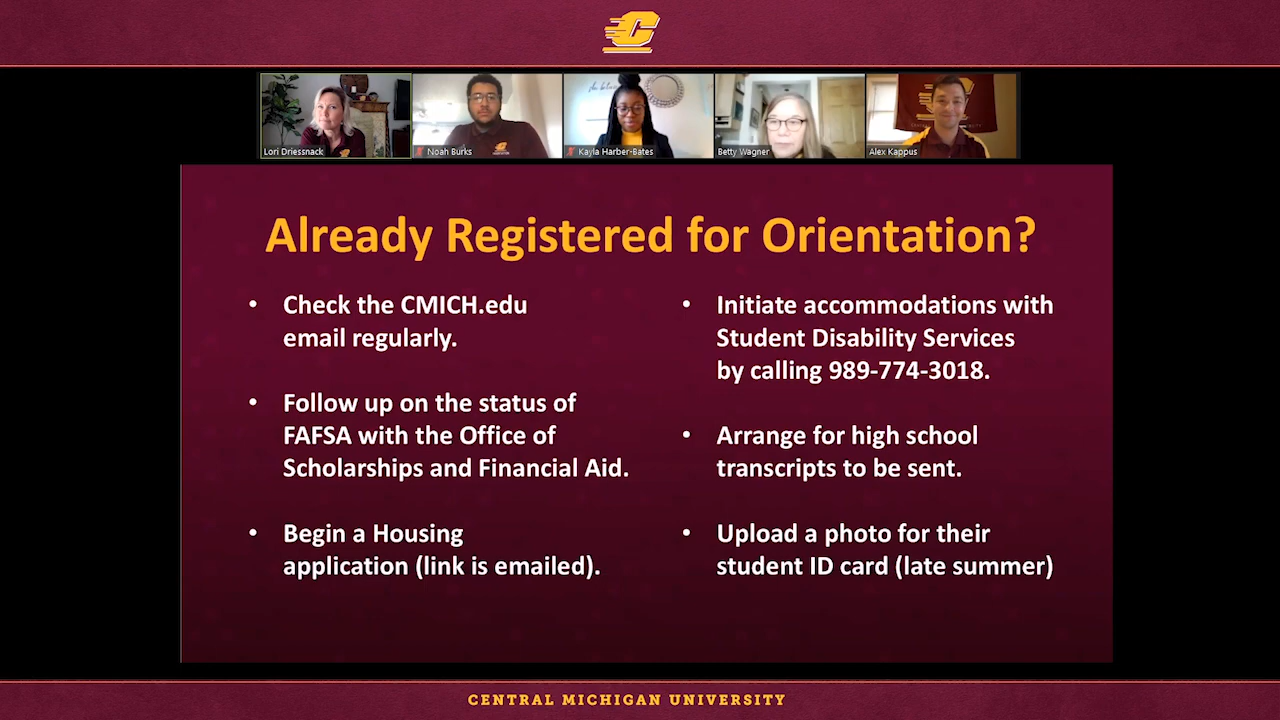 Lori Driessnack
Noah Burks
Kayla Harber-Bates
Betty Wagner
Alex Kappus
Already Registered for Orientation?
• Check the CMICH.edu
email regularly.
• Follow up on the status of
FAFSA with the Office of
Scholarships and Financial Aid.
• Begin a Housing
application (link is emailed).
• Initiate accommodations with
Student Disability Services
by calling 989-774-3018.
• Arrange for high school
transcripts to be sent.
• Upload a photo for their
student ID card (late summer)
CENTRAL MICHIGAN UNIVERSITY